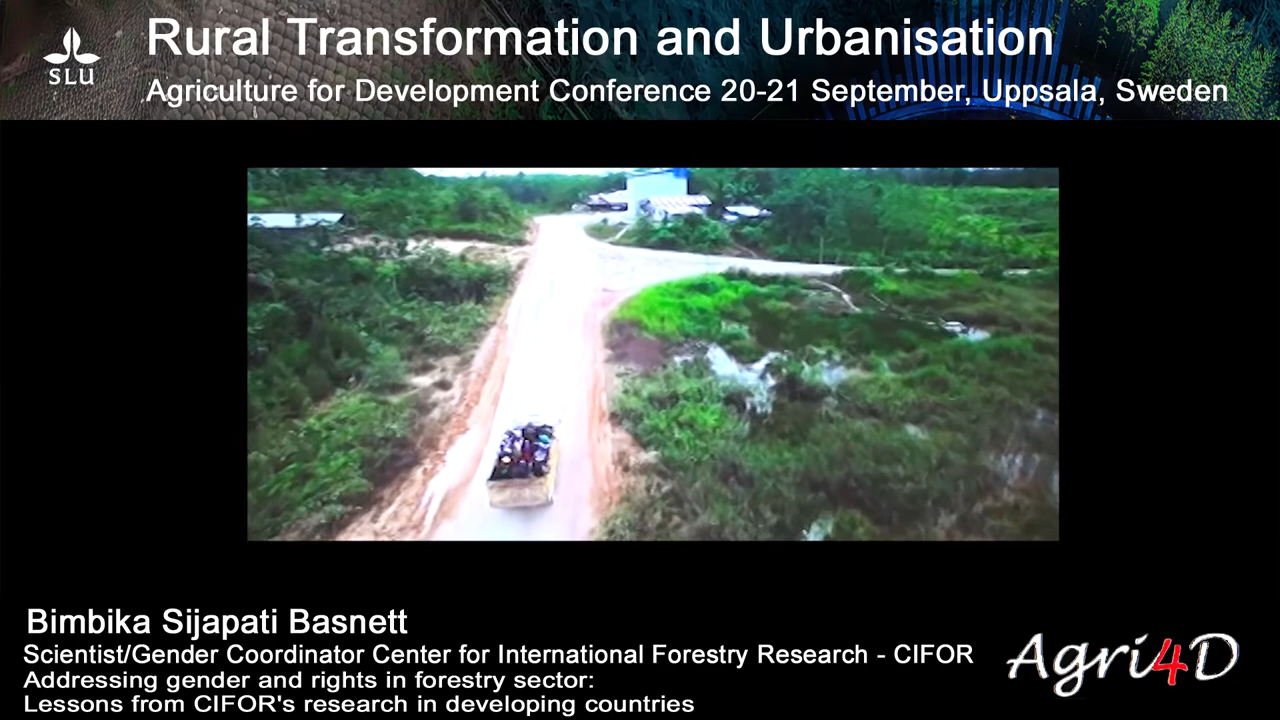 Rural Transformation and Urbanisation
SLU
Agriculture for Development Conference 20-21 September, Uppsala, Sweden
Bimbika Sijapati Basnett
Scientist/Gender Coordinator Center for International Forestry Research - CIFOR
Addressing gender and rights in forestry sector:
Lessons from CIFOR's research in developing countries
Agri4D